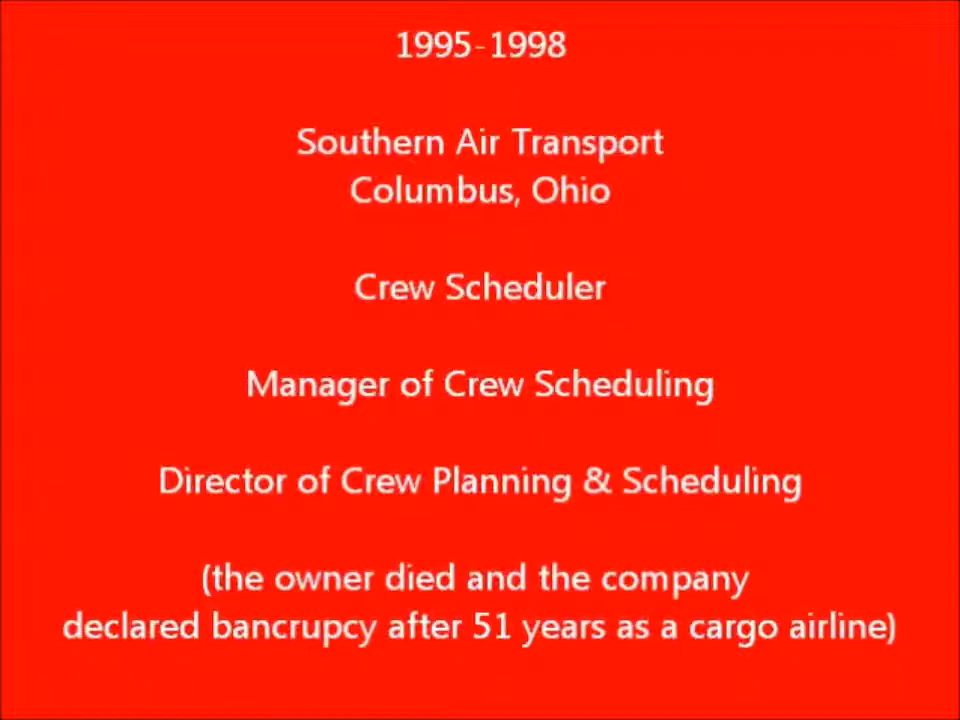 1995-1998
Southern Air Transport
Columbus, Ohio
Crew Scheduler
Manager of Crew Scheduling
Director of Crew Planning & Scheduling
(the owner died and the company
declared bancrupcy after 51 years as a cargo airline)